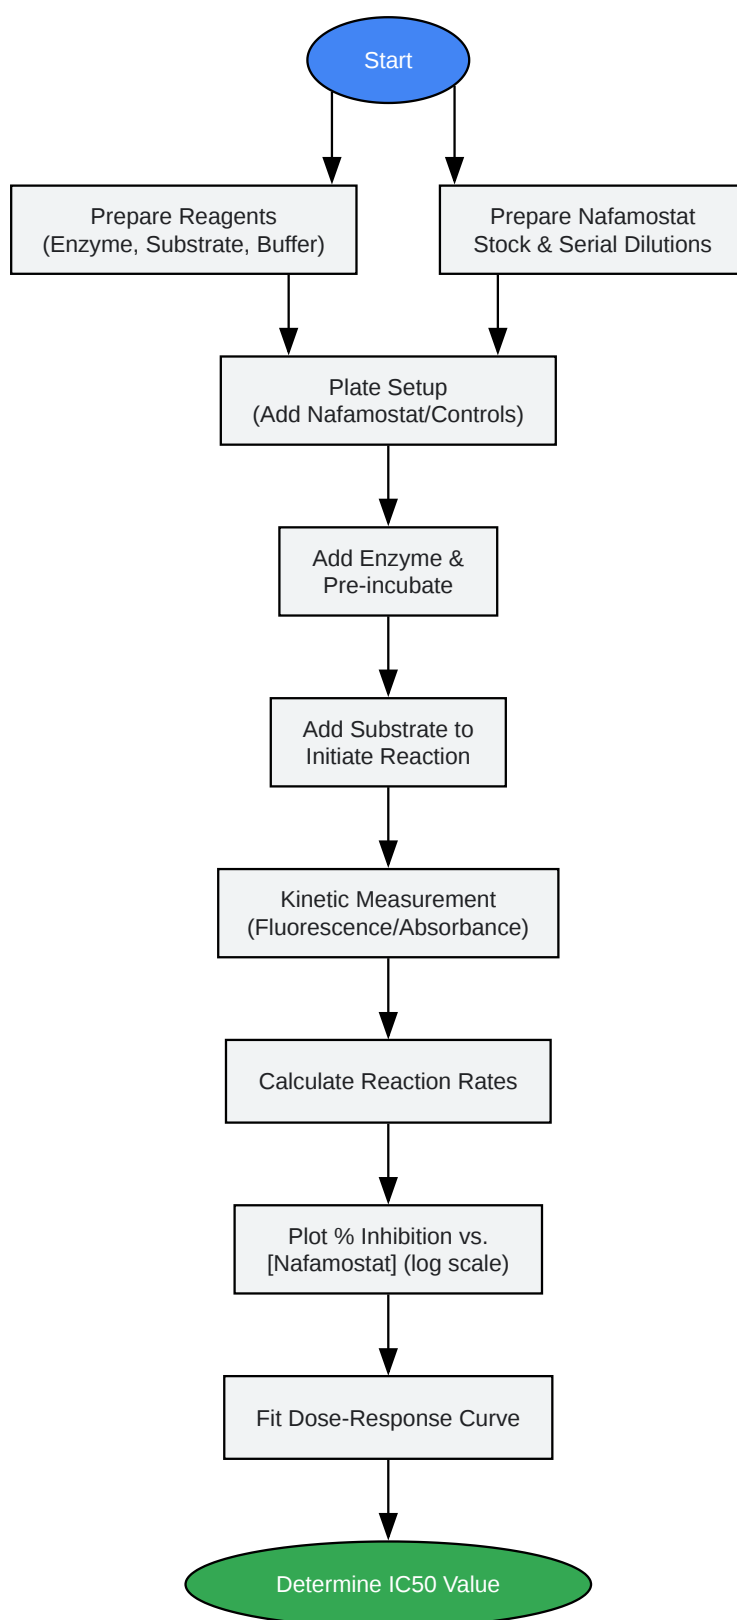 Start
Prepare Reagents
(Enzyme, Substrate, Buffer)
Prepare Nafamostat
Stock & Serial Dilutions
Plate Setup
(Add Nafamostat/Controls)
Add Enzyme &
Pre-incubate
Add Substrate to
Initiate Reaction
Kinetic Measurement
(Fluorescence/Absorbance)
Calculate Reaction Rates
Plot % Inhibition vs.
[Nafamostat] (log scale)
Fit Dose-Response Curve
Determine IC50 Value